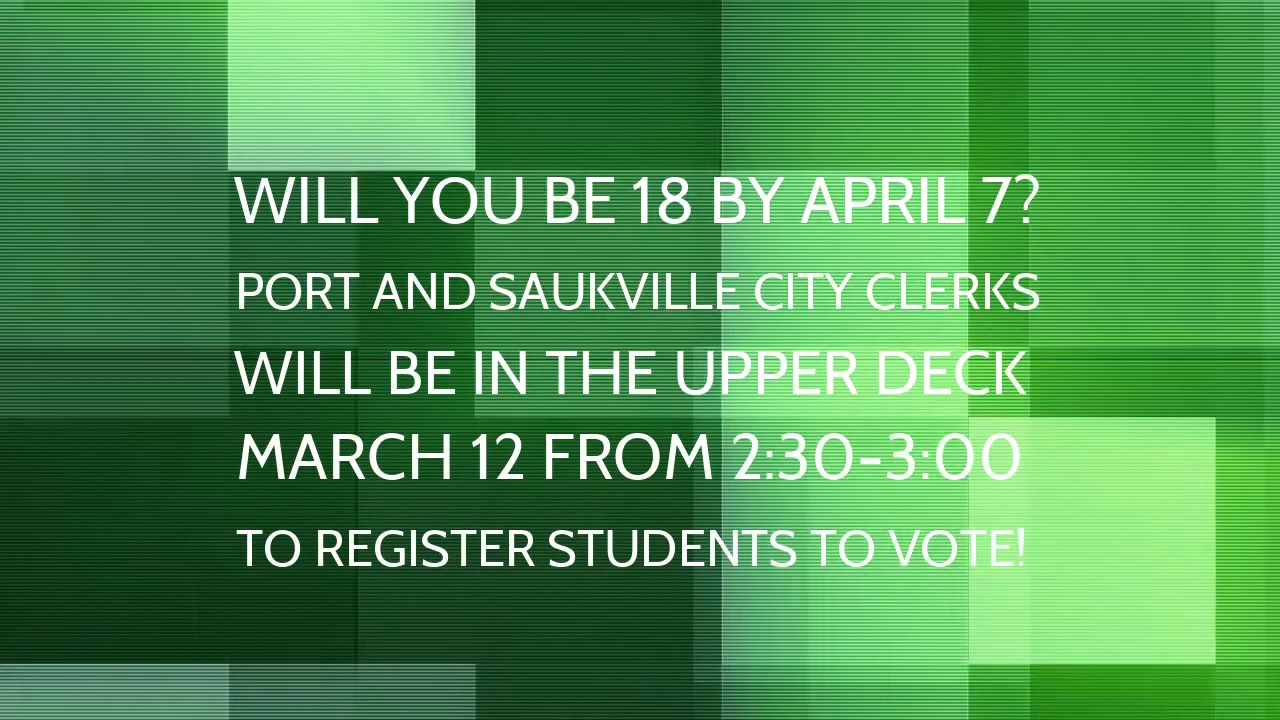 WILL YOU BE 18 BY APRIL 7?
PORT AND SAUKVILLE CITY CLERKS
WILL BE IN THE UPPER DECK
MARCH 12 FROM 2:30-3:00
TO REGISTER STUDENTS TO VOTE!